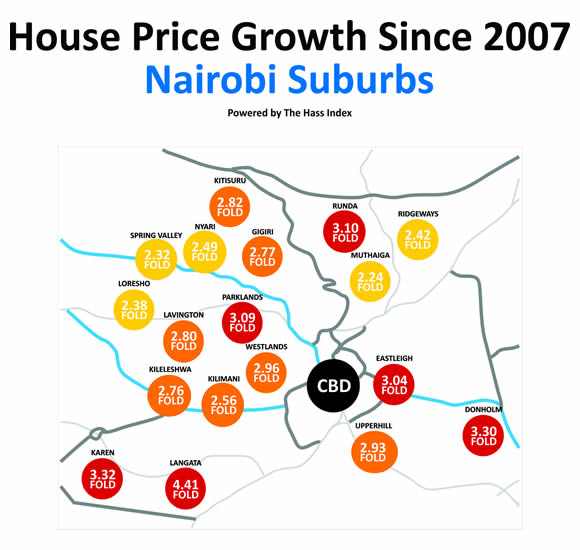 House Price Growth Since 2007
Nairobi Suburbs
Powered by The Hass Index
KITISURU
2.82
FOLD
RUNDA
3.10
FOLD
RIDGEWAYS
2.42
FOLD
NYARI
2.49
FOLD
SPRING VALLEY
2.32
FOLD
GIGIRI
2.77
FOLD
MUTHAIGA
2.24
FOLD
LORESHO
2.38
FOLD
PARKLANDS
3.09
FOLD
LAVINGTON
2.80
FOLD
WESTLANDS
2.96
FOLD
KILELESHWA
2.76
FOLD
KILIMANI
2.56
FOLD
CBD
EASTLEIGH
3.04
FOLD
DONHOLM
3.30
FOLD
UPPERHILL
2.93
FOLD
KAREN
3.32
FOLD
LANGATA
4.41
FOLD